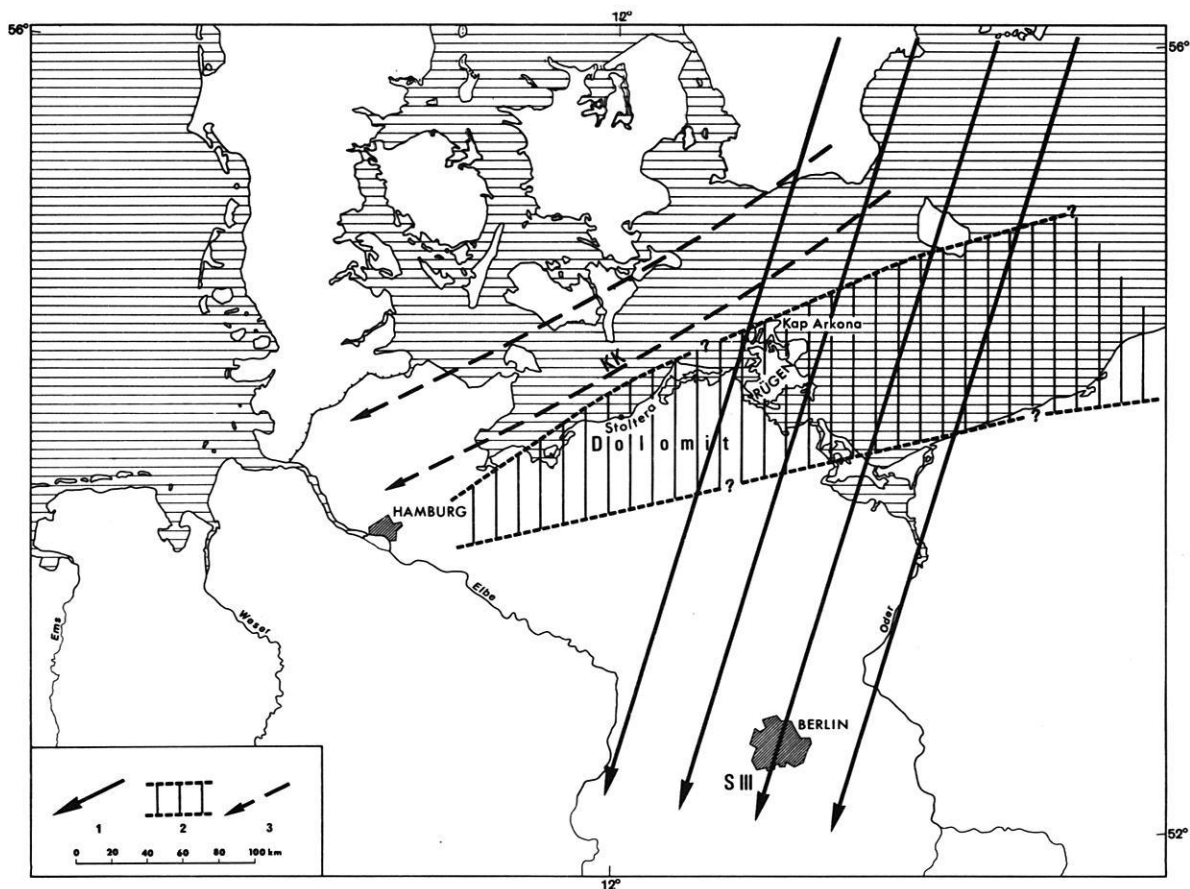 56°
12°
56°
?
Kap Arkona
?
KK
RÜGEN
Stoltera
Dolomit
?
?
HAMBURG
Elbe
Ems
Weser
Oder
BERLIN
S III
1
2
3
0 20 40 60 80 100 km
52°
12°